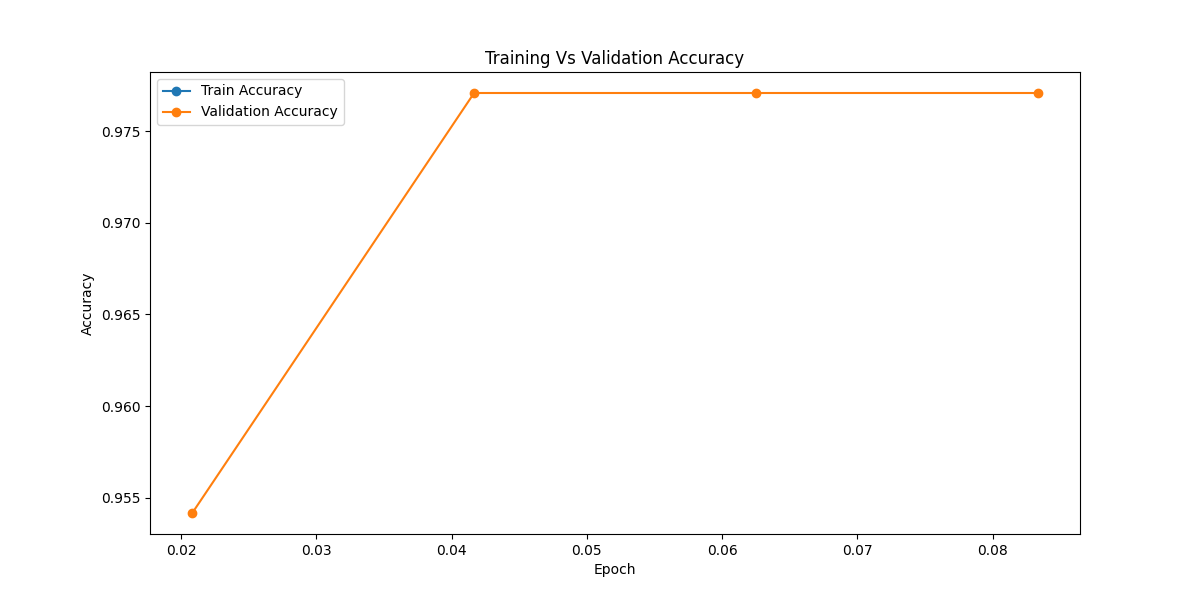 Training Vs Validation Accuracy
Train Accuracy
Validation Accuracy
0.975
0.970
0.965
0.960
0.955
Accuracy
0.02 0.03 0.04 0.05 0.06 0.07 0.08
Epoch